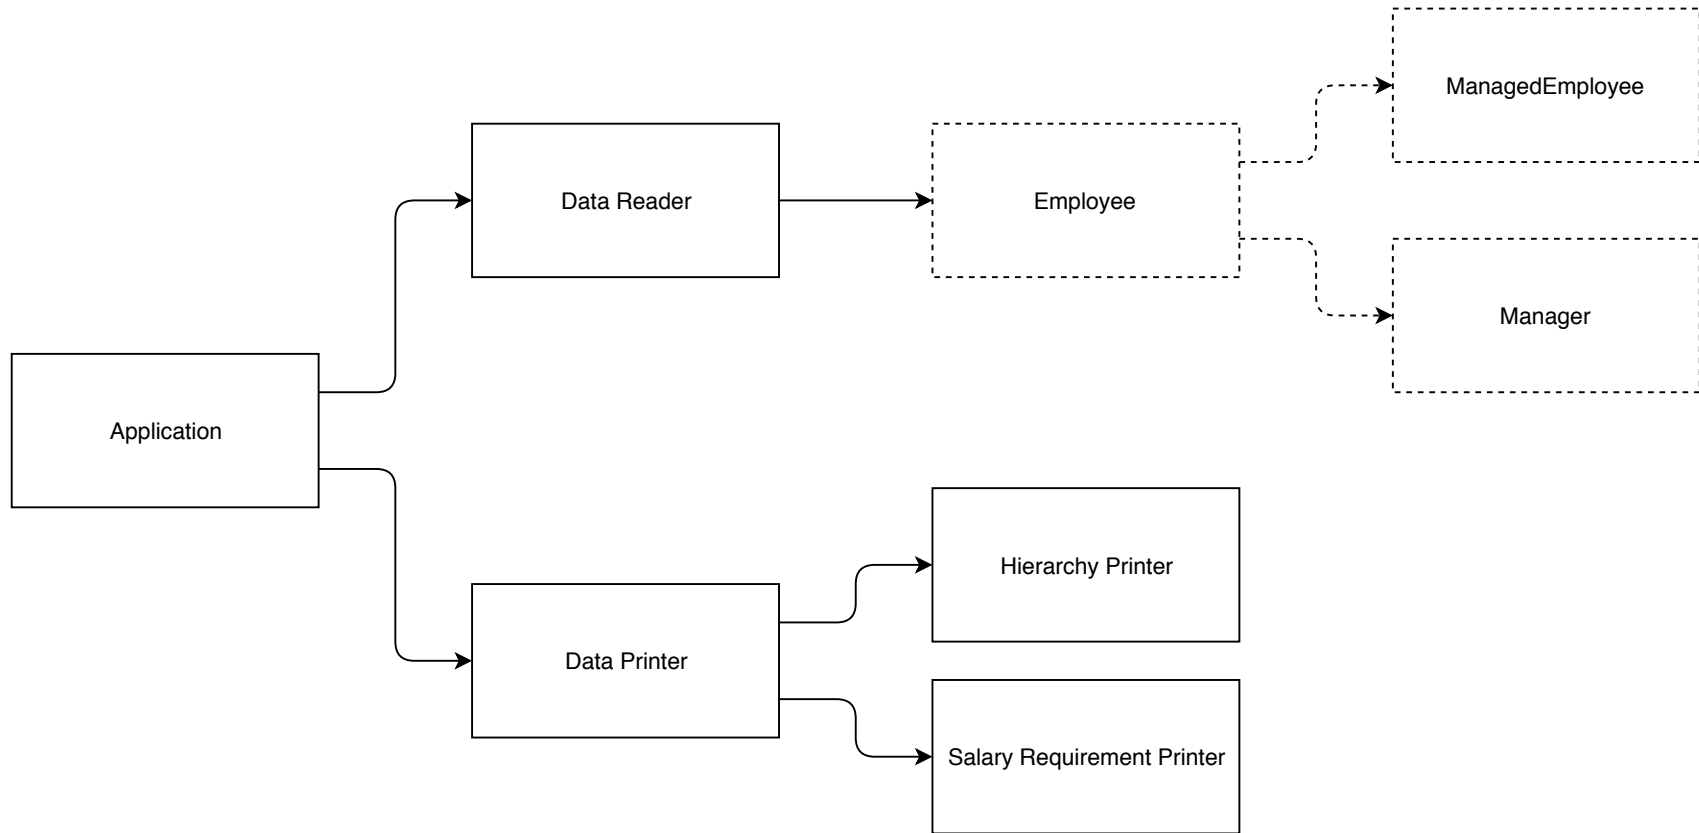 ManagedEmployee
Data Reader
Employee
Manager
Application
Hierarchy Printer
Data Printer
Salary Requirement Printer